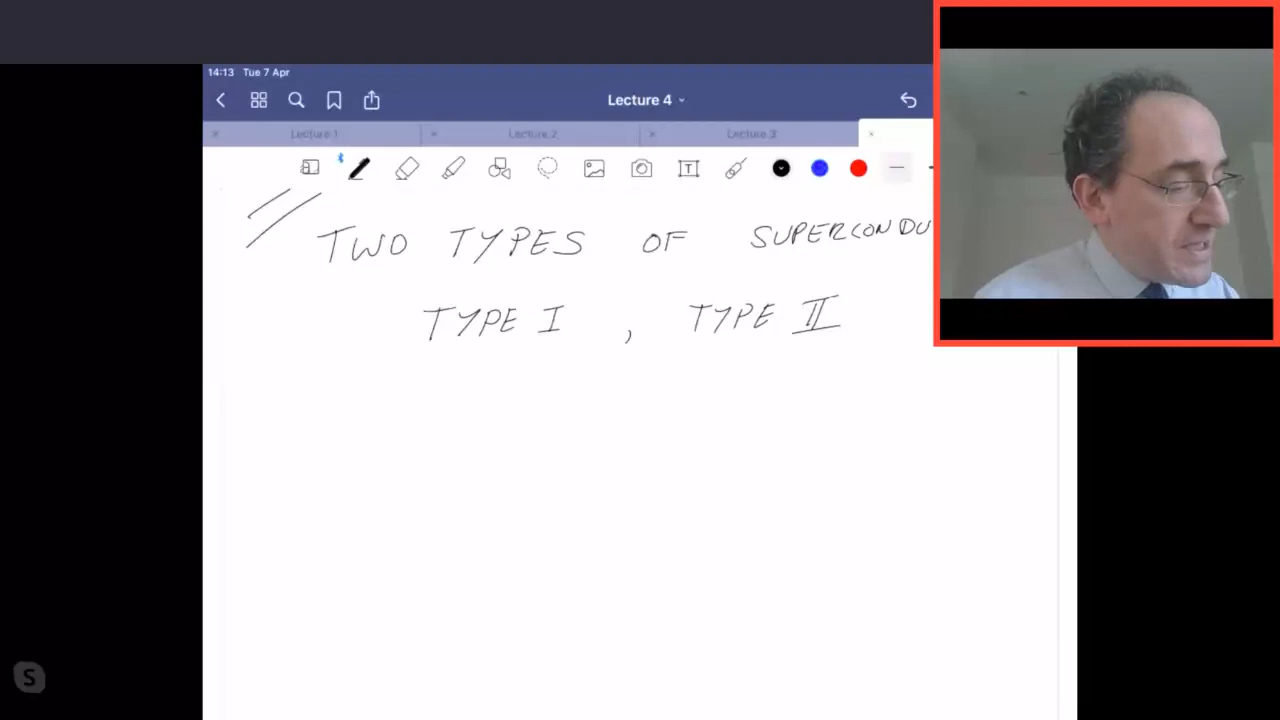 14:13 Tue 7 Apr
Lecture 4
Lecture 1
Lecture 2
Lecture 3
T
TWO TYPES OF SUPERCONDU
TYPE I , TYPE II
S